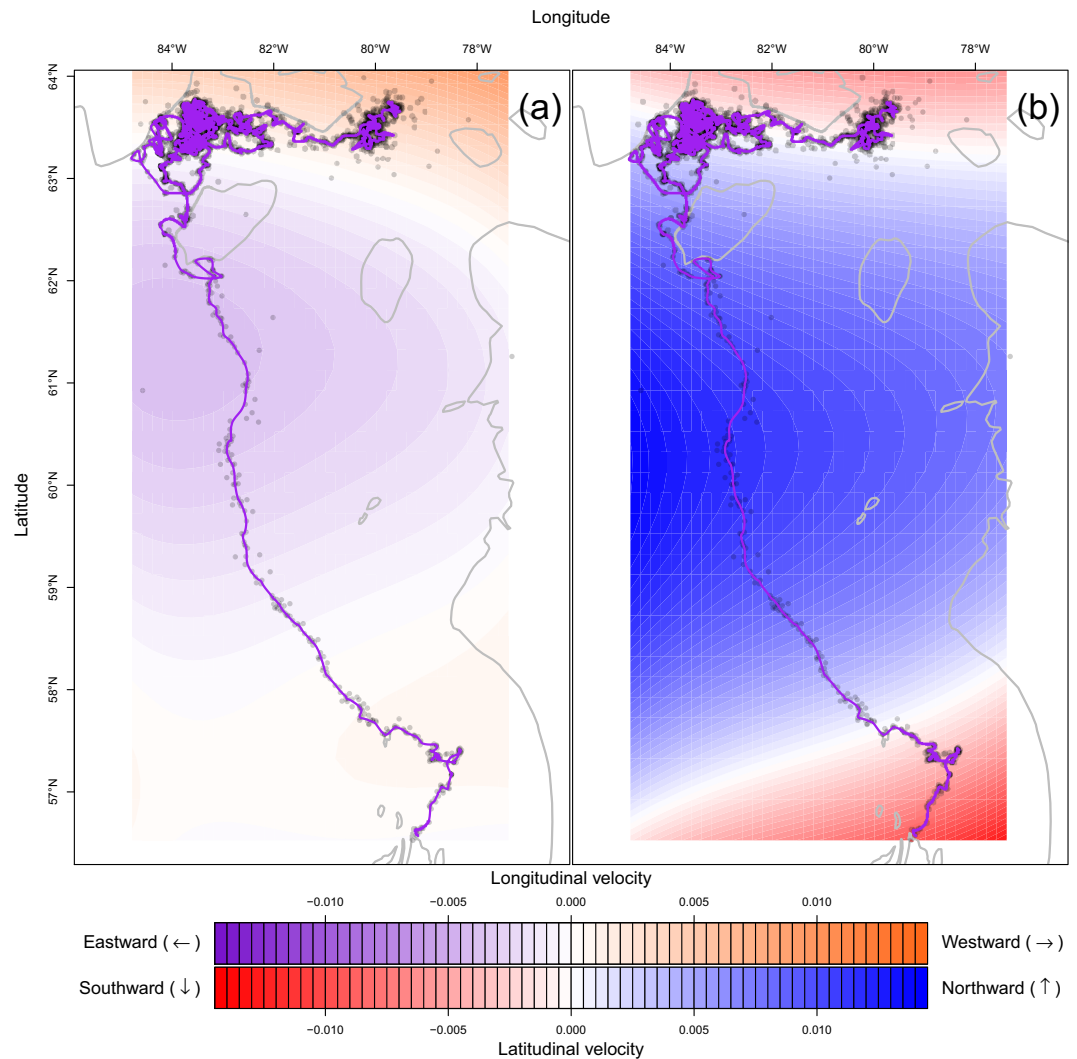 Longitude
84°W 82°W 80°W 78°W 84°W 82°W 80°W 78°W
(a) (b)
Latitude
64°N
63°N
62°N
61°N
60°N
59°N
58°N
57°N
Longitudinal velocity
−0.010 −0.005 0.000 0.005 0.010
Eastward (←) Westward (→)
Southward (↓) Northward (↑)
−0.010 −0.005 0.000 0.005 0.010
Latitudinal velocity